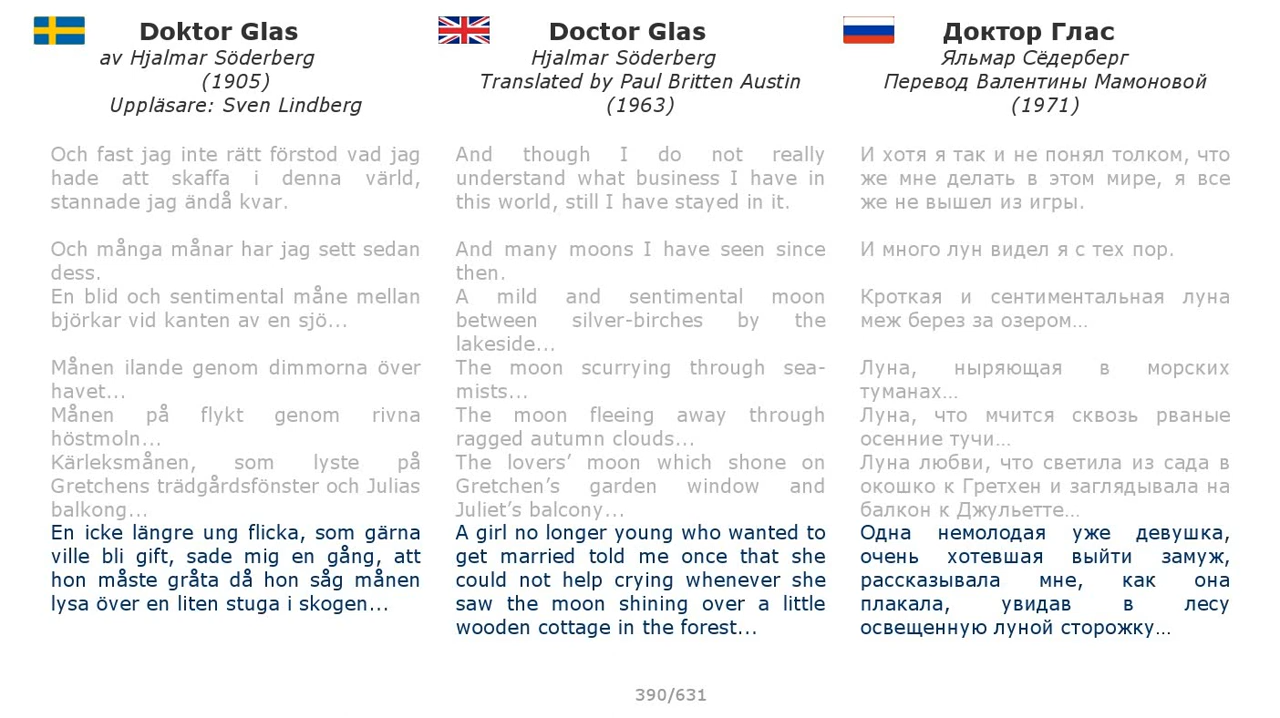 Doktor Glas
av Hjalmar Söderberg
(1905)
Uppläsare: Sven Lindberg
Och fast jag inte rätt förstod vad jag
hade att skaffa i denna värld,
stannade jag ändå kvar.
Och många månar har jag sett sedan
dess.
En blid och sentimental måne mellan
björkar vid kanten av en sjö...
Månen ilande genom dimmorna över
havet...
Månen på flykt genom rivna
höstmoln...
Kärleksmånen, som lyste på
Gretchens trädgårdsfönster och Julias
balkong...
En icke längre ung flicka, som gärna
ville bli gift, sade mig en gång, att
hon måste gråta då hon såg månen
lysa över en liten stuga i skogen...
Doctor Glas
Hjalmar Söderberg
Translated by Paul Britten Austin
(1963)
And though I do not really
understand what business I have in
this world, still I have stayed in it.
And many moons I have seen since
then.
A mild and sentimental moon
between silver-birches by the
lakeside...
The moon scurrying through sea-
mists...
The moon fleeing away through
ragged autumn clouds...
The lovers’ moon which shone on
Gretchen’s garden window and
Juliet’s balcony...
A girl no longer young who wanted to
get married told me once that she
could not help crying whenever she
saw the moon shining over a little
wooden cottage in the forest...
Доктор Глас
Яльмар Сёдерберг
Перевод Валентины Мамоновой
(1971)
И хотя я так и не понял толком, что
же мне делать в этом мире, я все
же не вышел из игры.
И много лун видел я с тех пор.
Кроткая и сентиментальная луна
меж берез за озером…
Луна, ныряющая в морских
туманах…
Луна, что мчится сквозь рваные
осенние тучи…
Луна любви, что светила из сада в
окошко к Гретхен и заглядывала на
балкон к Джульетте…
Одна немолодая уже девушка,
очень хотевшая выйти замуж,
рассказывала мне, как она
плакала, увидав в лесу
освещенную луной сторожку…
390/631